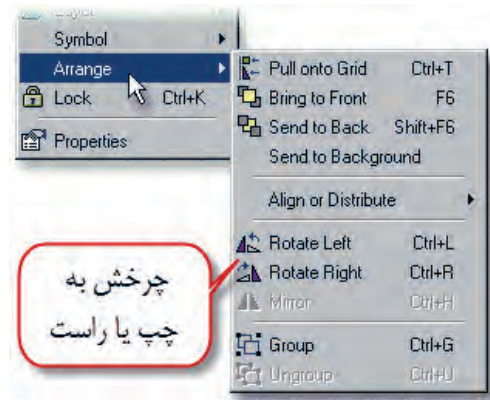 Layer
Symbol
Arrange
Lock Ctrl+K
Properties
Pull onto Grid Ctrl+T
Bring to Front F6
Send to Back Shift+F6
Send to Background
Align or Distribute
Rotate Left Ctrl+L
Rotate Right Ctrl+R
Mirror Ctrl+H
Group Ctrl+G
Ungroup Ctrl+U
چرخش به
چپ یا راست